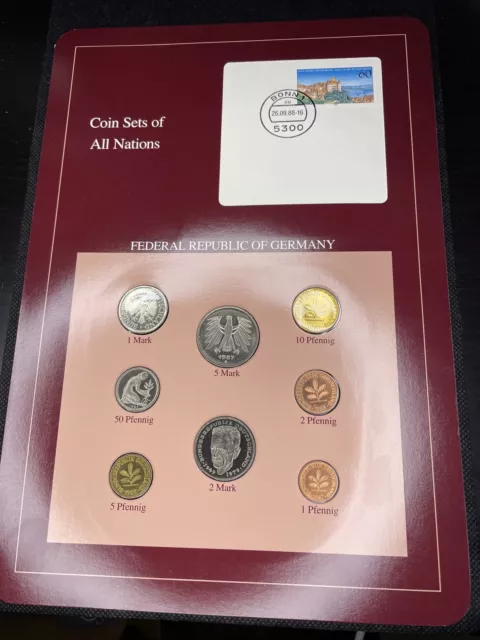 Coin Sets of
All Nations
60
BONN 1
26.09.88-16
5300
FEDERAL REPUBLIC OF GERMANY
1 Mark
5 Mark
10 Pfennig
50 Pfennig
2 Pfennig
2 Mark
5 Pfennig
1 Pfennig